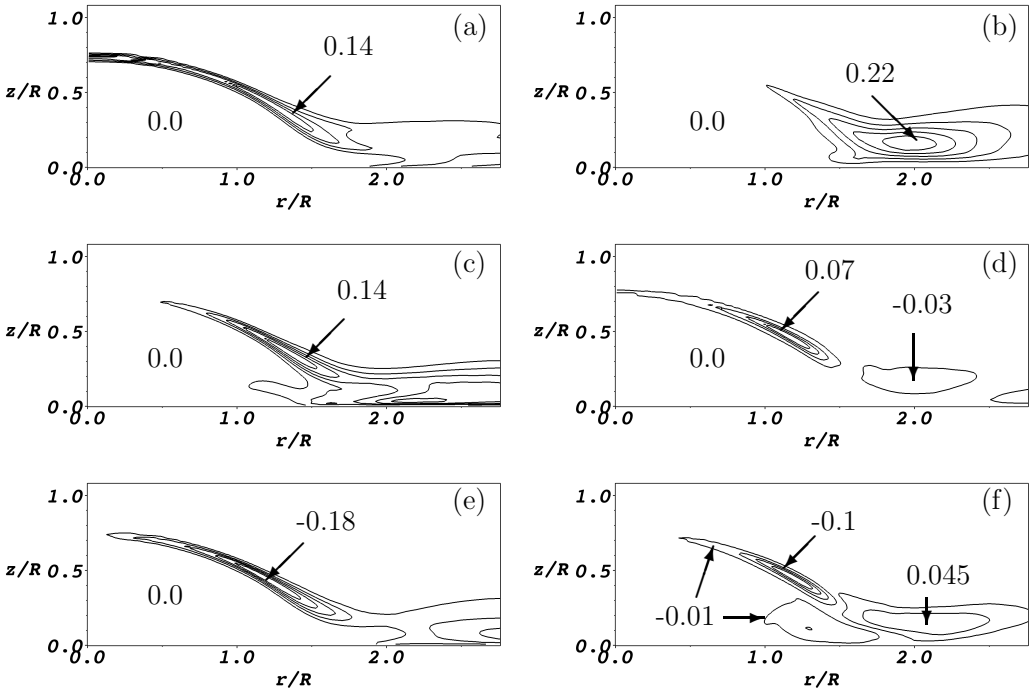 1.0 (a)
0.14
z/R 0.5
0.0
0.0
0.0 1.0 2.0
r/R
1.0 (b)
0.22
z/R 0.5
0.0
0.0
0.0 1.0 2.0
r/R
1.0 (c)
0.14
z/R 0.5
0.0
0.0
0.0 1.0 2.0
r/R
1.0 (d)
0.07
-0.03
z/R 0.5
0.0
0.0
0.0 1.0 2.0
r/R
1.0 (e)
-0.18
z/R 0.5
0.0
0.0
0.0 1.0 2.0
r/R
1.0 (f)
-0.1
z/R 0.5
0.045
-0.01
0.0
0.0 1.0 2.0
r/R